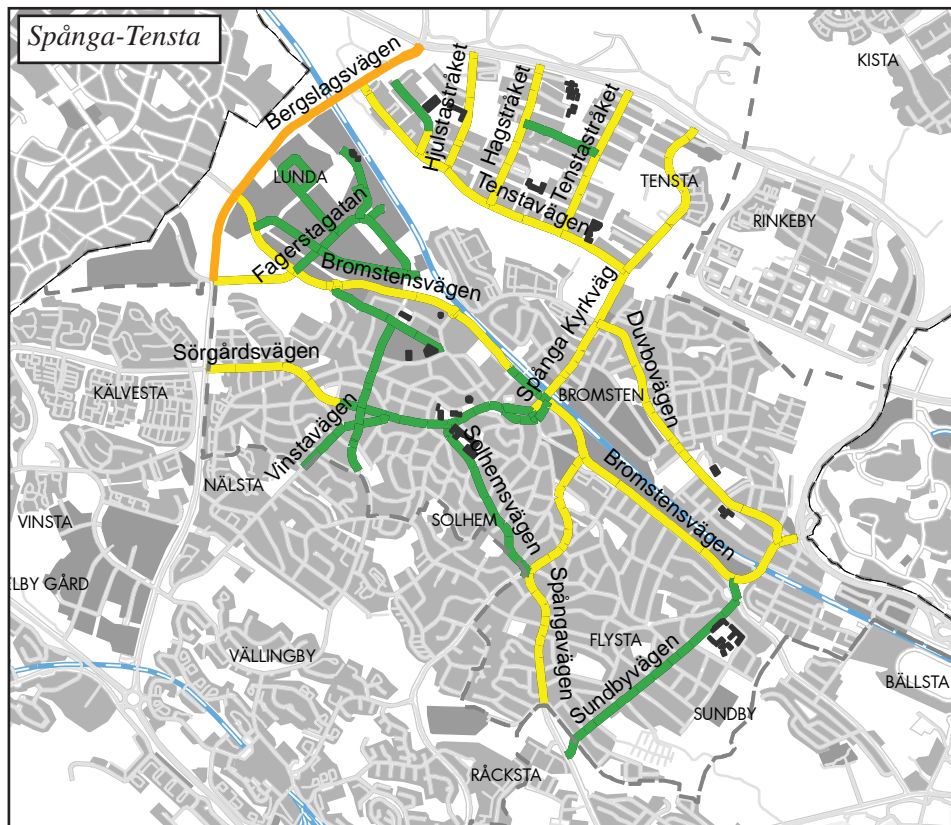 Spånga-Tensta
KISTA
Bergslagsvägen
Hjulstastråket
Hagstråket
Tenstastråket
LUNDA
TENSTA
Tenstavägen
RINKEBY
Fagerstagatan
Bromstensvägen
Spånga Kyrkväg
Duvbovägen
Sörgårdsvägen
KÄLVESTA
BROMSTEN
Vinstavägen
Solhemsvägen
NÄLSTA
Bromstensvägen
VINSTA
SOLHEM
ELBY GÅRD
Spångavägen
FLYSTA
VÄLLINGBY
Sundbyvägen
BÄLLSTA
SUNDBY
RÅCKSTA